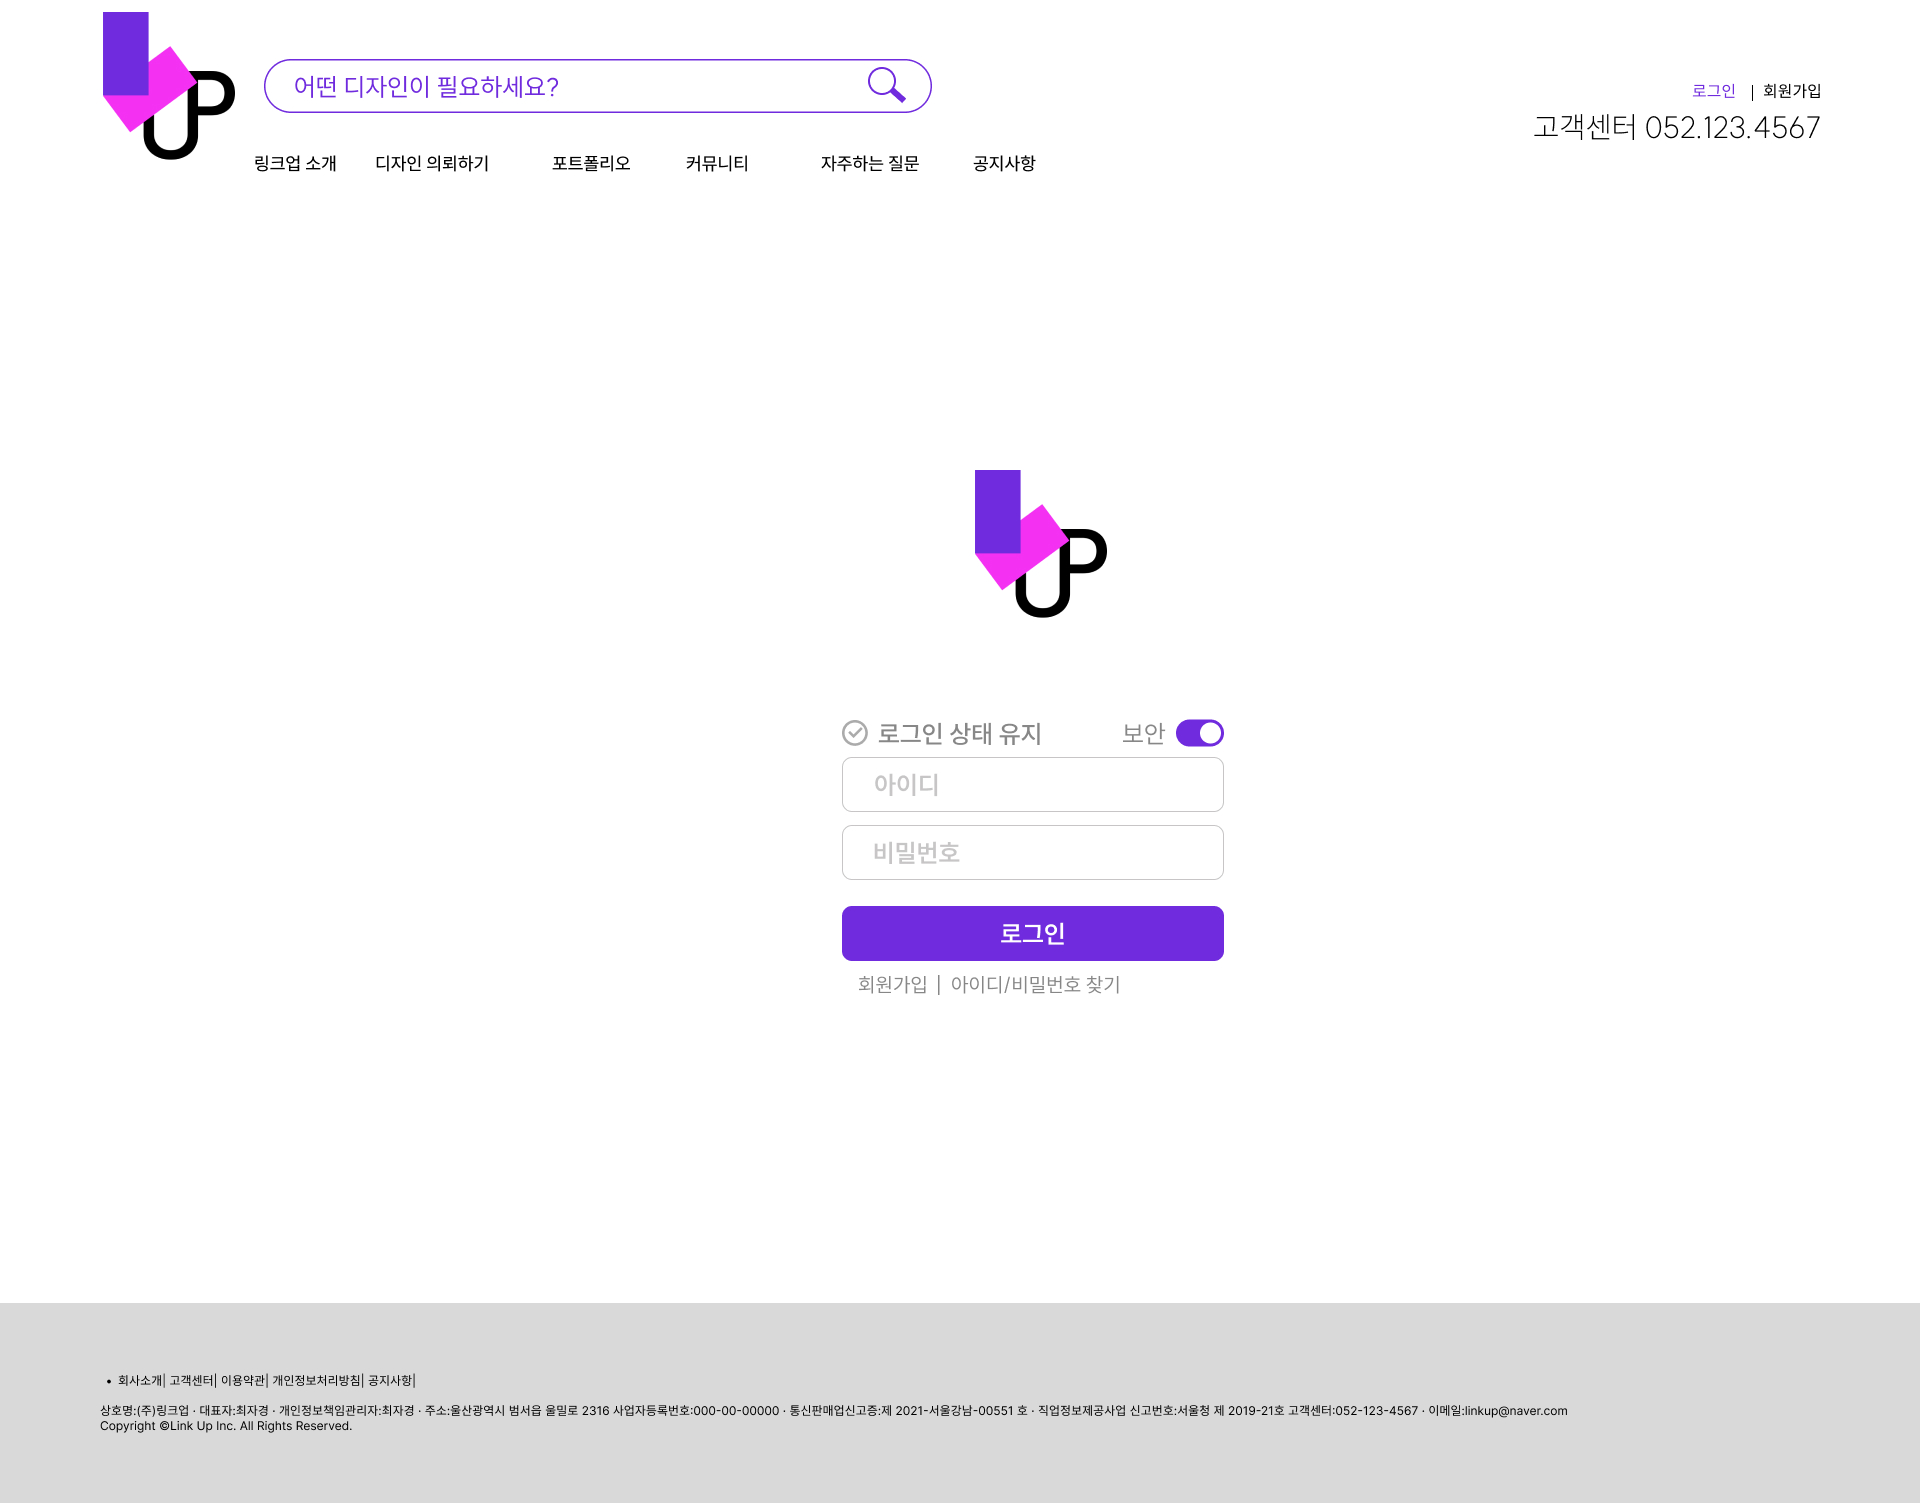 UP
어떤 디자인이 필요하세요?
로그인 | 회원가입
고객센터 052.123.4567
링크업 소개 디자인 의뢰하기 포트폴리오 커뮤니티 자주하는 질문 공지사항
UP
로그인 상태 유지 보안
아이디
비밀번호
로그인
회원가입 | 아이디/비밀번호 찾기
• 회사소개| 고객센터| 이용약관| 개인정보처리방침| 공지사항|
상호명:(주)링크업 · 대표자:최자경 · 개인정보책임관리자:최자경 · 주소:울산광역시 범서읍 울밀로 2316 사업자등록번호:000-00-00000 · 통신판매업신고증:제 2021-서울강남-00551 호 · 직업정보제공사업 신고번호:서울청 제 2019-21호 고객센터:052-123-4567 · 이메일:linkup@naver.com
Copyright ©Link Up Inc. All Rights Reserved.